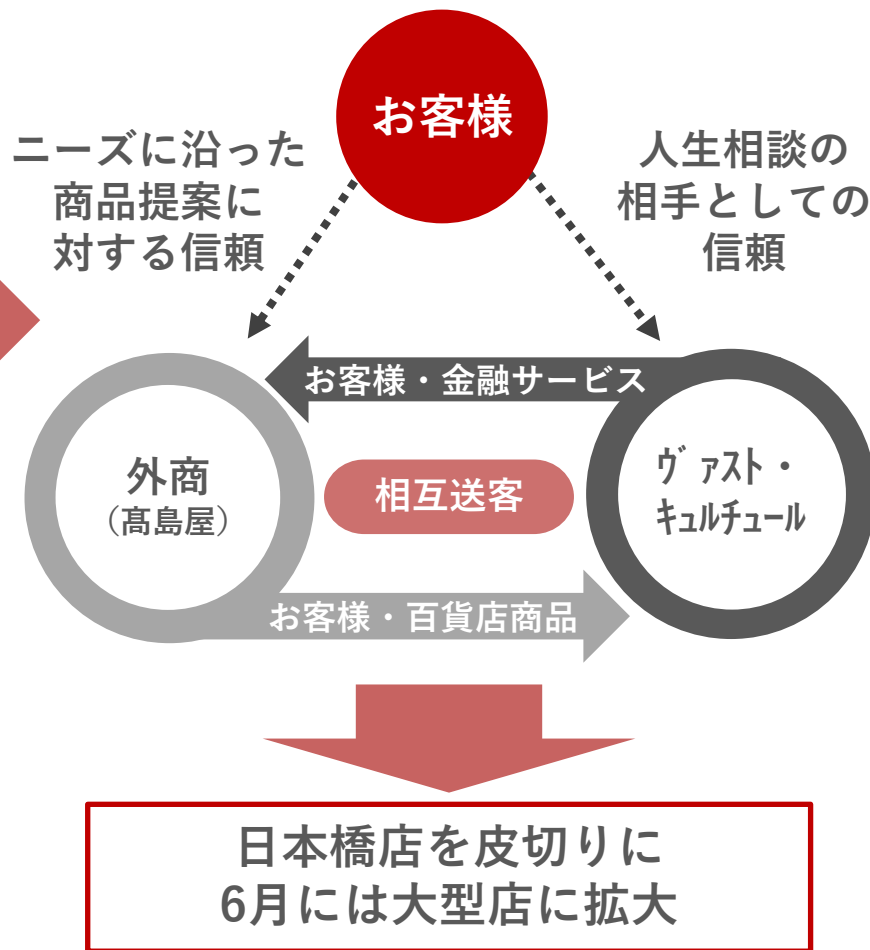 お客様
ニーズに沿った
商品提案に
対する信頼
人生相談の
相手としての
信頼
お客様・金融サービス
外商
（髙島屋）
相互送客
ヴァスト・
キュルチュール
お客様・百貨店商品
日本橋店を皮切りに
6月には大型店に拡大